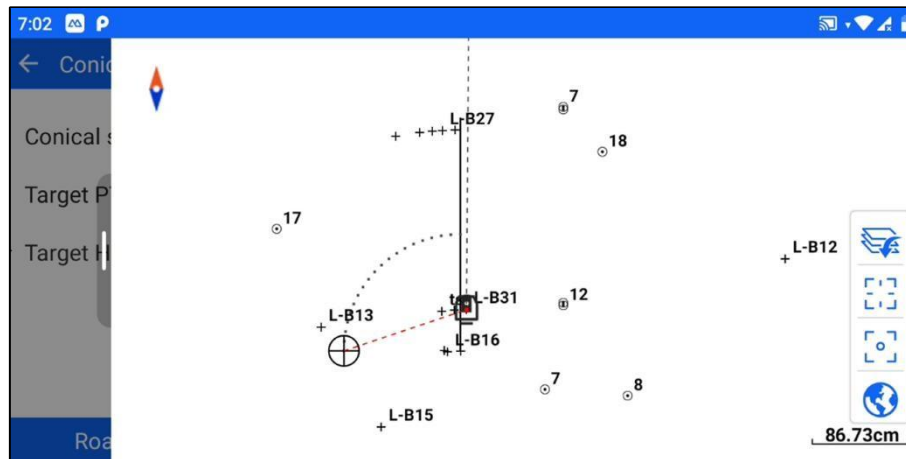 7:02
Conic
Conical s
Target P
Target H
Roa
L-B27
7
18
17
L-B12
L-B31
12
L-B13
L-B16
7
8
L-B15
86.73cm